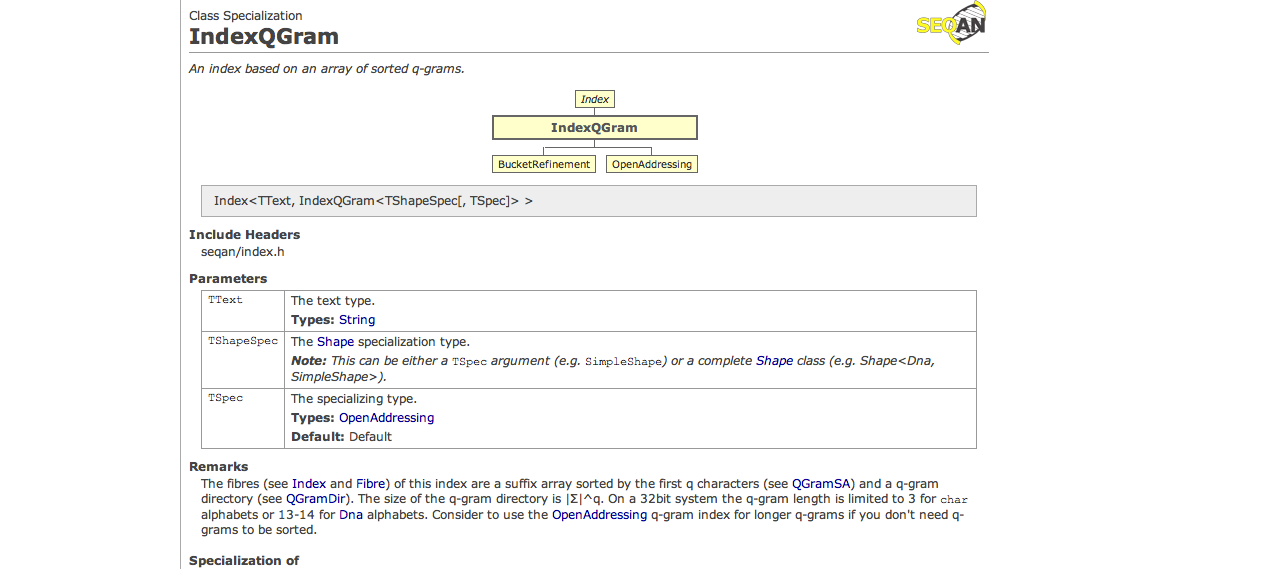 Class Specialization
IndexQGram
SEQAN
An index based on an array of sorted q-grams.
Index
IndexQGram
BucketRefinement OpenAddressing
Index<TText, IndexQGram<TShapeSpec[, TSpec]> >
Include Headers
seqan/index.h
Parameters
TText The text type.
Types: String
TShapeSpec The Shape specialization type.
Note: This can be either a TSpec argument (e.g. SimpleShape) or a complete Shape class (e.g. Shape<Dna,
SimpleShape>).
TSpec The specializing type.
Types: OpenAddressing
Default: Default
Remarks
The fibres (see Index and Fibre) of this index are a suffix array sorted by the first q characters (see QGramSA) and a q-gram
directory (see QGramDir). The size of the q-gram directory is |Σ|^q. On a 32bit system the q-gram length is limited to 3 for char
alphabets or 13-14 for Dna alphabets. Consider to use the OpenAddressing q-gram index for longer q-grams if you don't need q-
grams to be sorted.
Specialization of